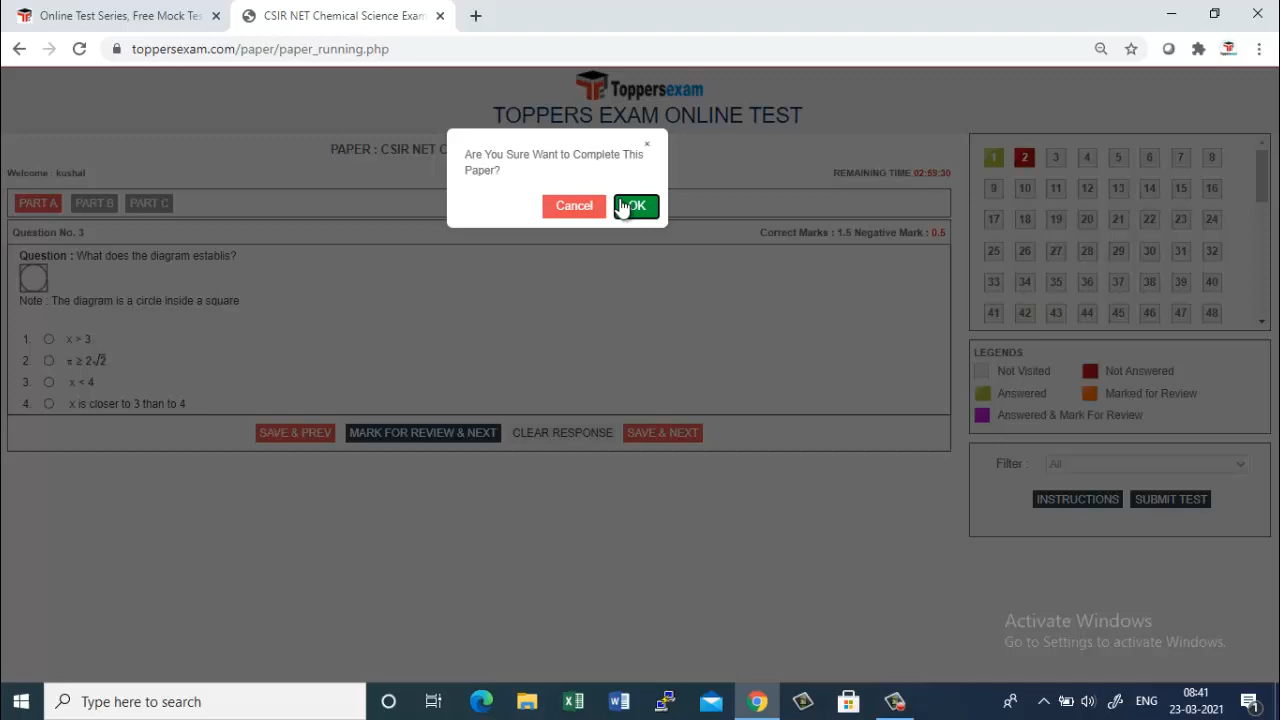 Online Test Series, Free Mock Tes
CSIR NET Chemical Science Exam
toppersexam.com/paper/paper_running.php
Toppersexam
TOPPERS EXAM ONLINE TEST
PAPER : CSIR NET C
Are You Sure Want to Complete This
Paper?
Cancel OK
Welcome : kushal
REMAINING TIME 02:59:30
PART A PART B PART C
Question No. 3
Correct Marks : 1.5 Negative Mark : 0.5
Question : What does the diagram establis?
Note : The diagram is a circle inside a square
1. x > 3
2. π ≥ 2√2
3. x < 4
4. x is closer to 3 than to 4
SAVE & PREV MARK FOR REVIEW & NEXT CLEAR RESPONSE SAVE & NEXT
1 2 3 4 5 6 7 8
9 10 11 12 13 14 15 16
17 18 19 20 21 22 23 24
25 26 27 28 29 30 31 32
33 34 35 36 37 38 39 40
41 42 43 44 45 46 47 48
LEGENDS
Not Visited Not Answered
Answered Marked for Review
Answered & Mark For Review
Filter : All
INSTRUCTIONS SUBMIT TEST
Activate Windows
Go to Settings to activate Windows.
Type here to search
ENG
08:41
23-03-2021
1